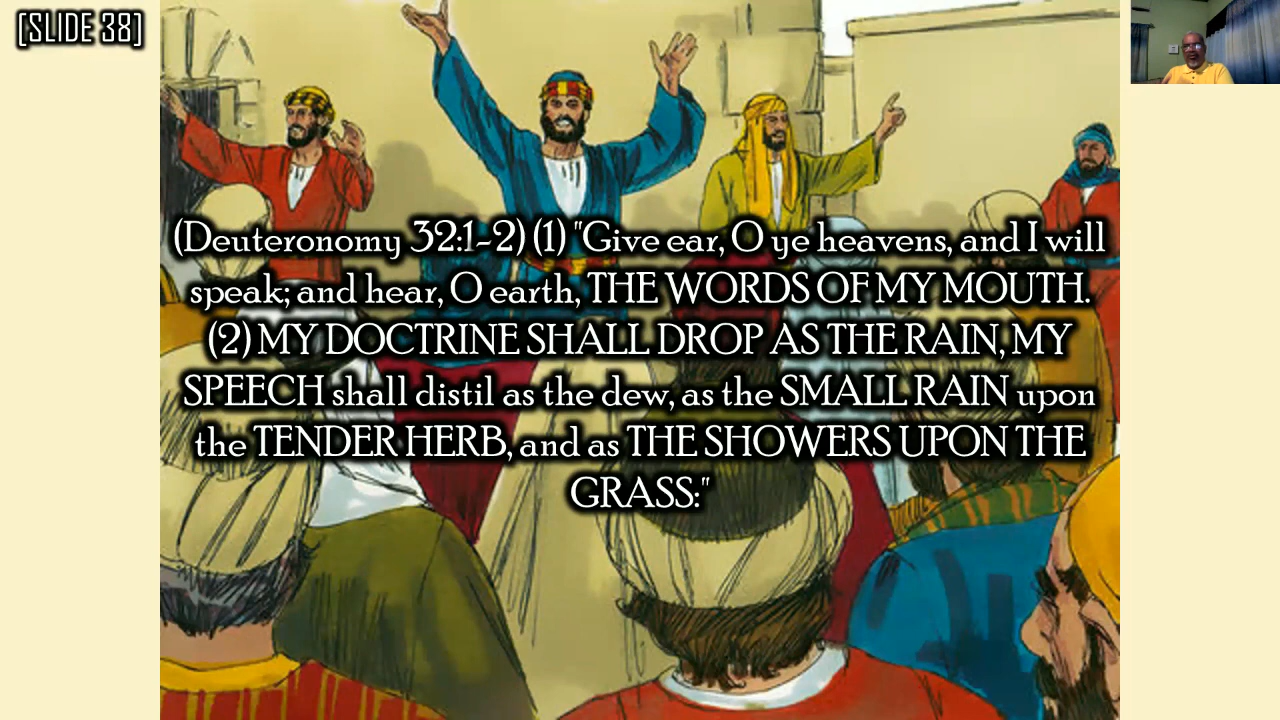 [SLIDE 38]
(Deuteronomy 32:1-2) (1) "Give ear, O ye heavens, and I will
speak; and hear, O earth, THE WORDS OF MY MOUTH.
(2) MY DOCTRINE SHALL DROP AS THE RAIN, MY
SPEECH shall distil as the dew, as the SMALL RAIN upon
the TENDER HERB, and as THE SHOWERS UPON THE
GRASS:"